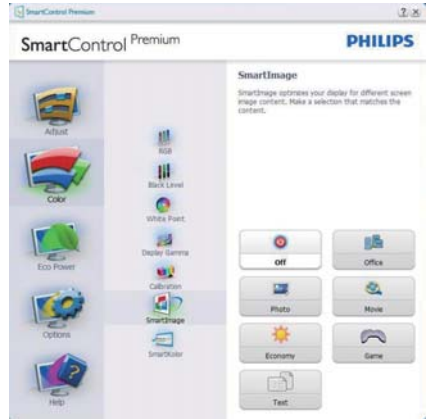 SmartControl Premium
SmartControl Premium
PHILIPS
Adjust
Color
Eco Power
Options
Help
RGB
Black Level
White Point
Display Gamma
Calibration
SmartImage
SmartKolor
SmartImage
SmartImage optimizes your display for different screen
image content. Make a selection that matches the
content.
Off
Office
Photo
Movie
Economy
Game
Text